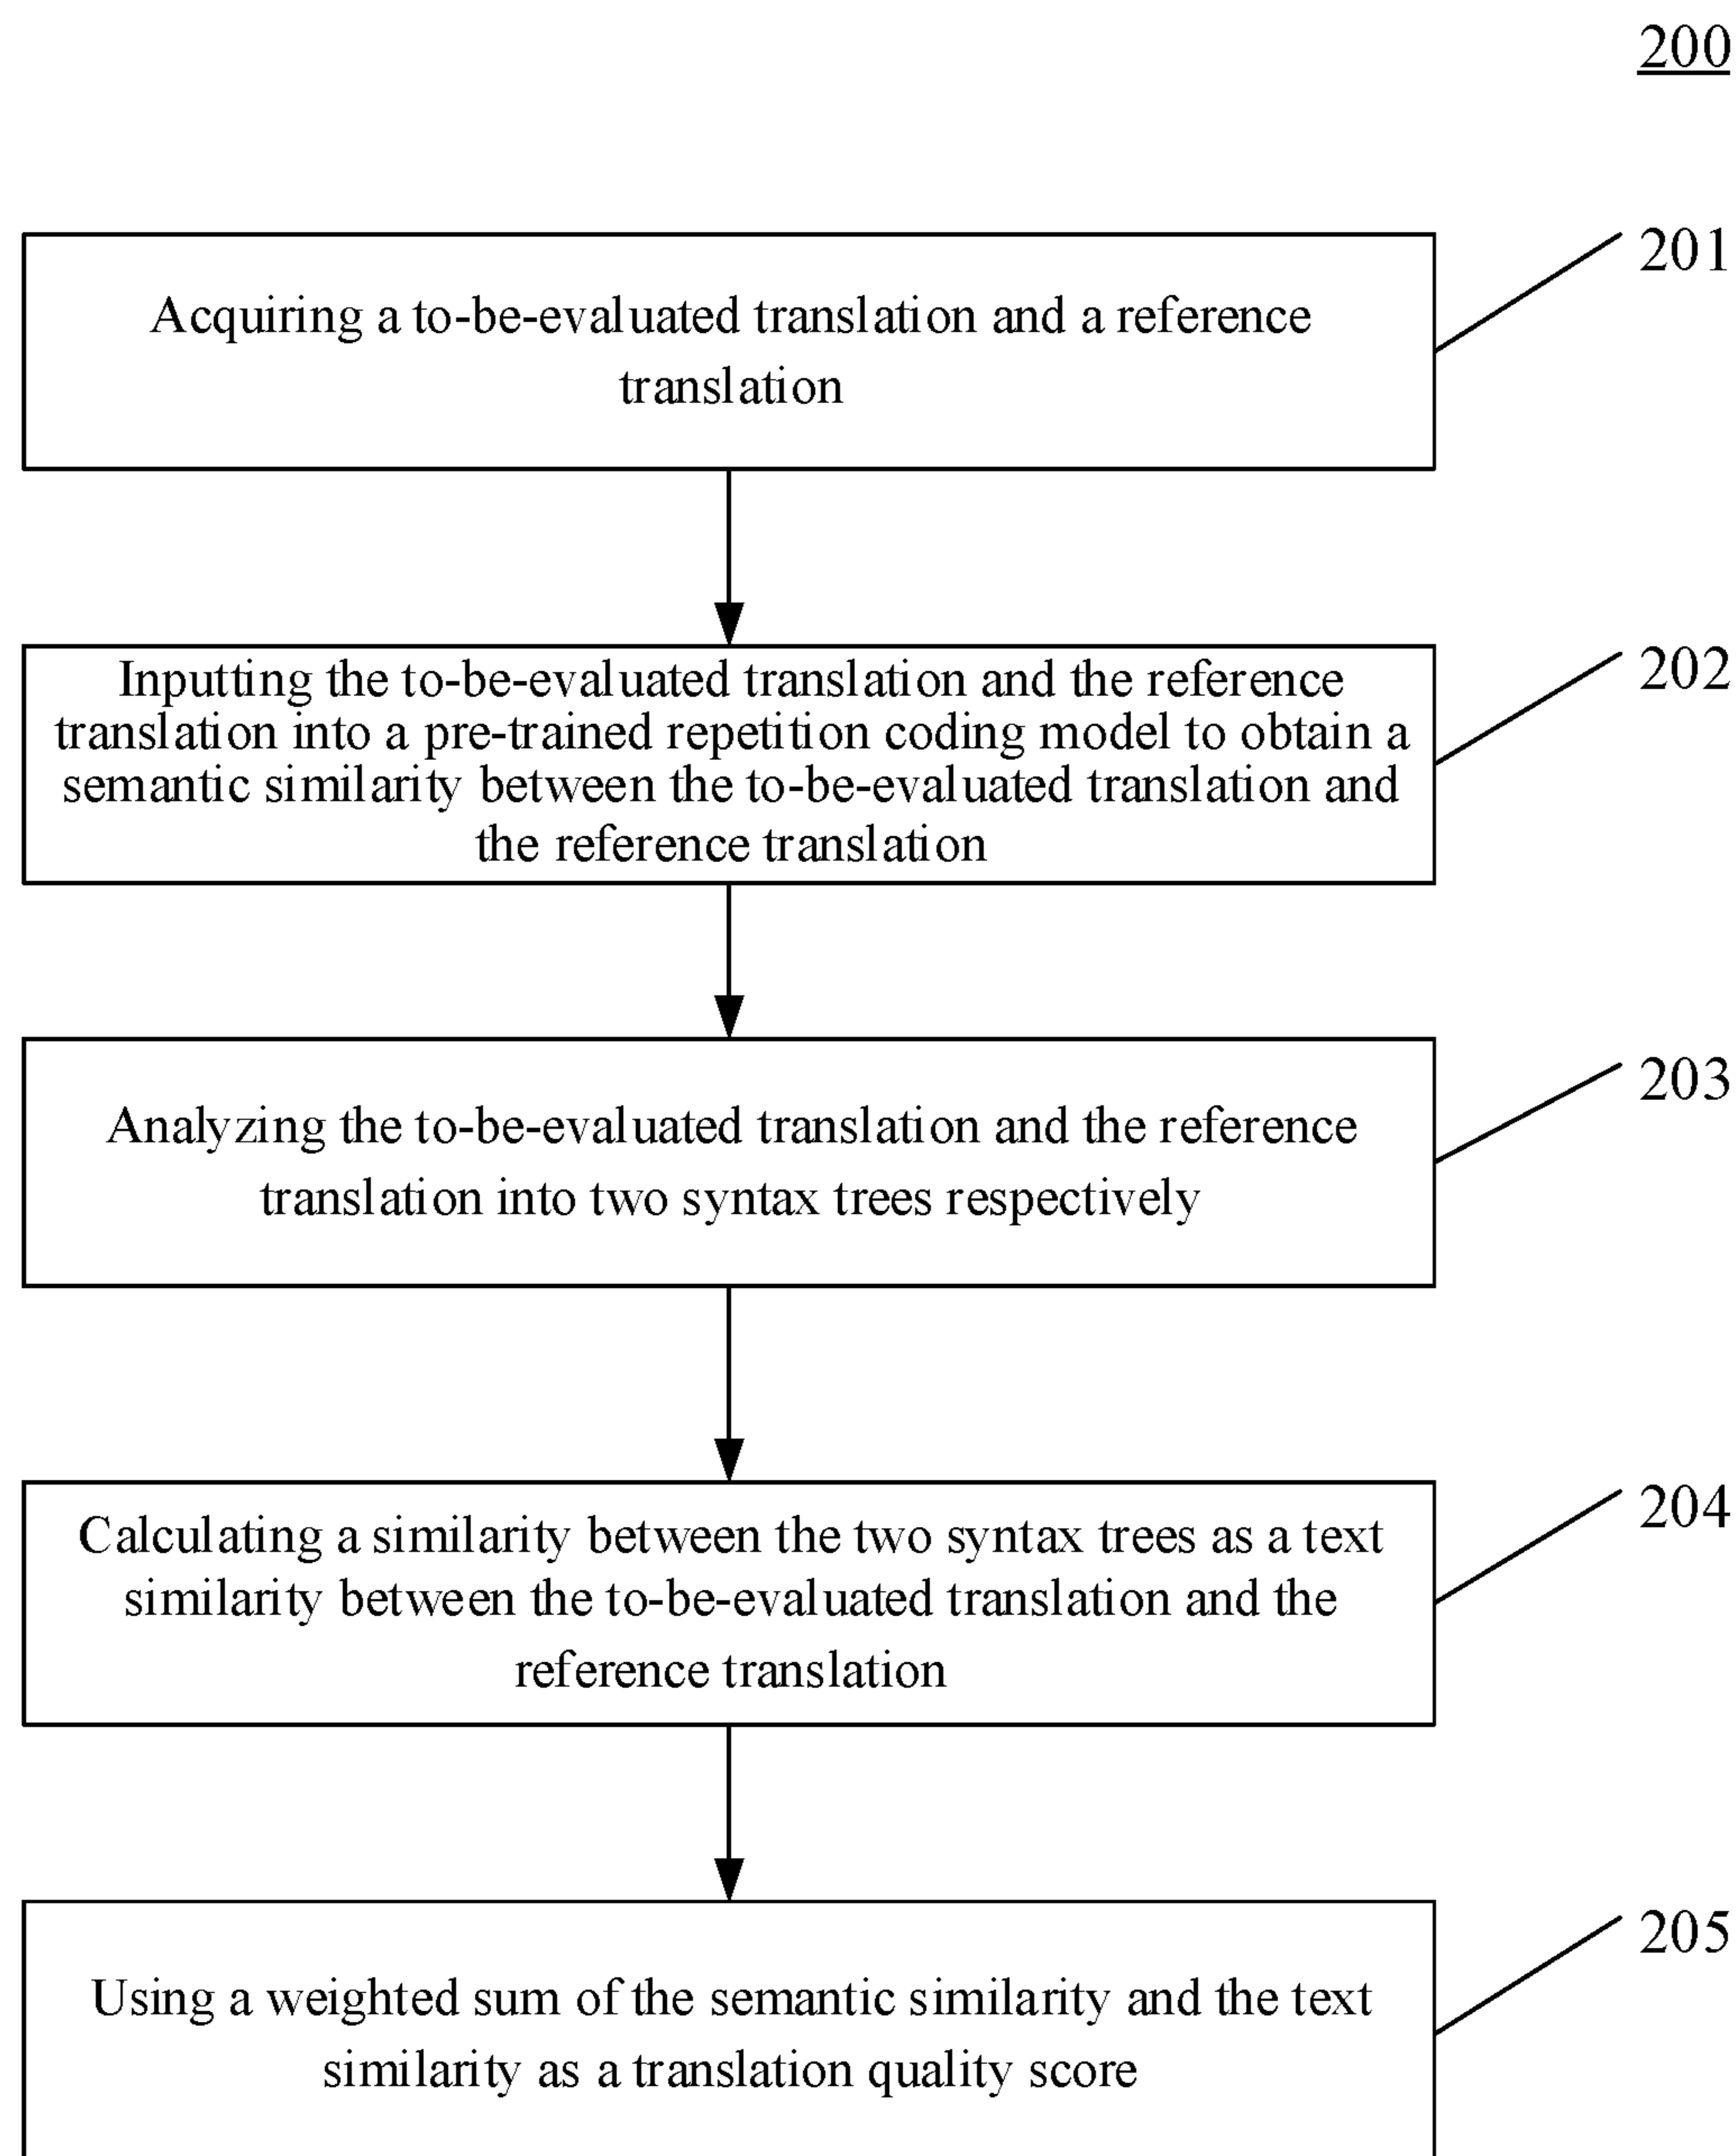 200
201
Acquiring a to-be-evaluated translation and a reference
translation
202
Inputting the to-be-evaluated translation and the reference
translation into a pre-trained repetition coding model to obtain a
semantic similarity between the to-be-evaluated translation and
the reference translation
203
Analyzing the to-be-evaluated translation and the reference
translation into two syntax trees respectively
204
Calculating a similarity between the two syntax trees as a text
similarity between the to-be-evaluated translation and the
reference translation
205
Using a weighted sum of the semantic similarity and the text
similarity as a translation quality score